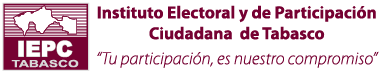 IEPC
TABASCO
Instituto Electoral y de Participación
Ciudadana de Tabasco
“Tu participación, es nuestro compromiso”